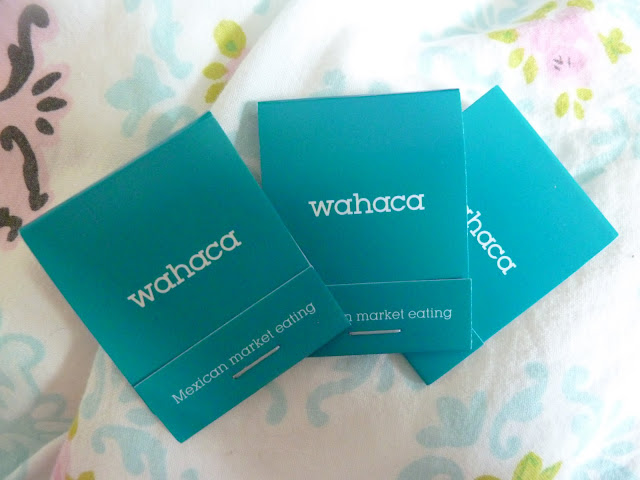 wahaca
Mexican market eating
wahaca
n market eating
haca